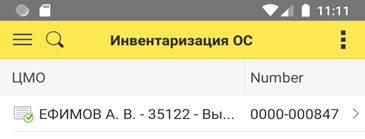 11:11
Инвентаризация ОС
ЦМО Number
ЕФИМОВ А. В. - 35122 - Вы... 0000-000847